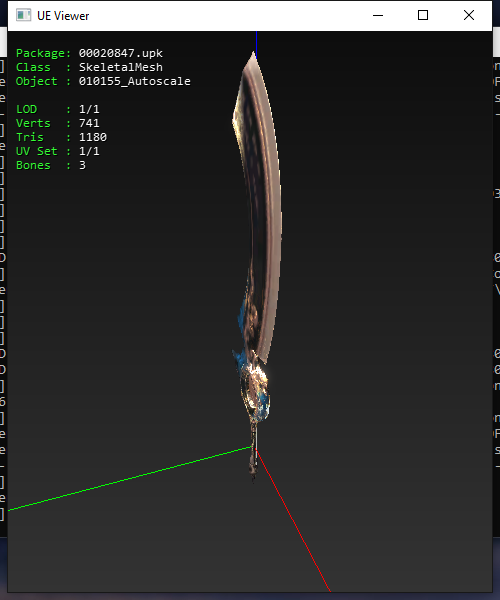 UE Viewer
Package: 00020847.upk
Class  : SkeletalMesh
Object : 010155_Autoscale
LOD    : 1/1
Verts  : 741
Tris   : 1180
UV Set : 1/1
Bones  : 3